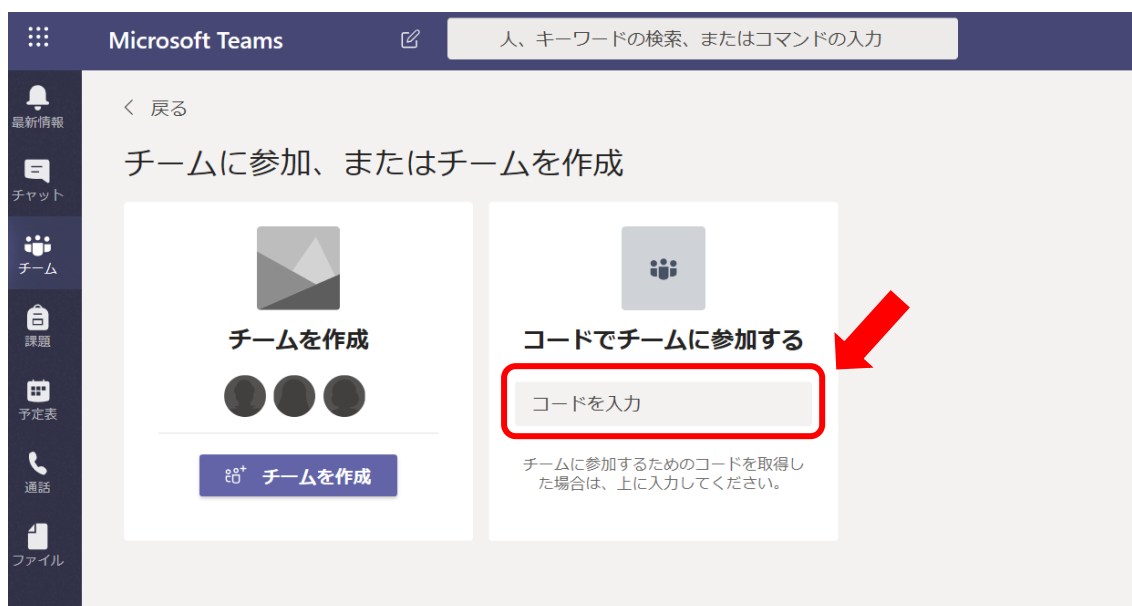 Microsoft Teams
人、キーワードの検索、またはコマンドの入力
最新情報
チャット
チーム
課題
予定表
通話
ファイル
< 戻る
チームに参加、またはチームを作成
チームを作成
チームを作成
コードでチームに参加する
コードを入力
チームに参加するためのコードを取得し
た場合は、上に入力してください。